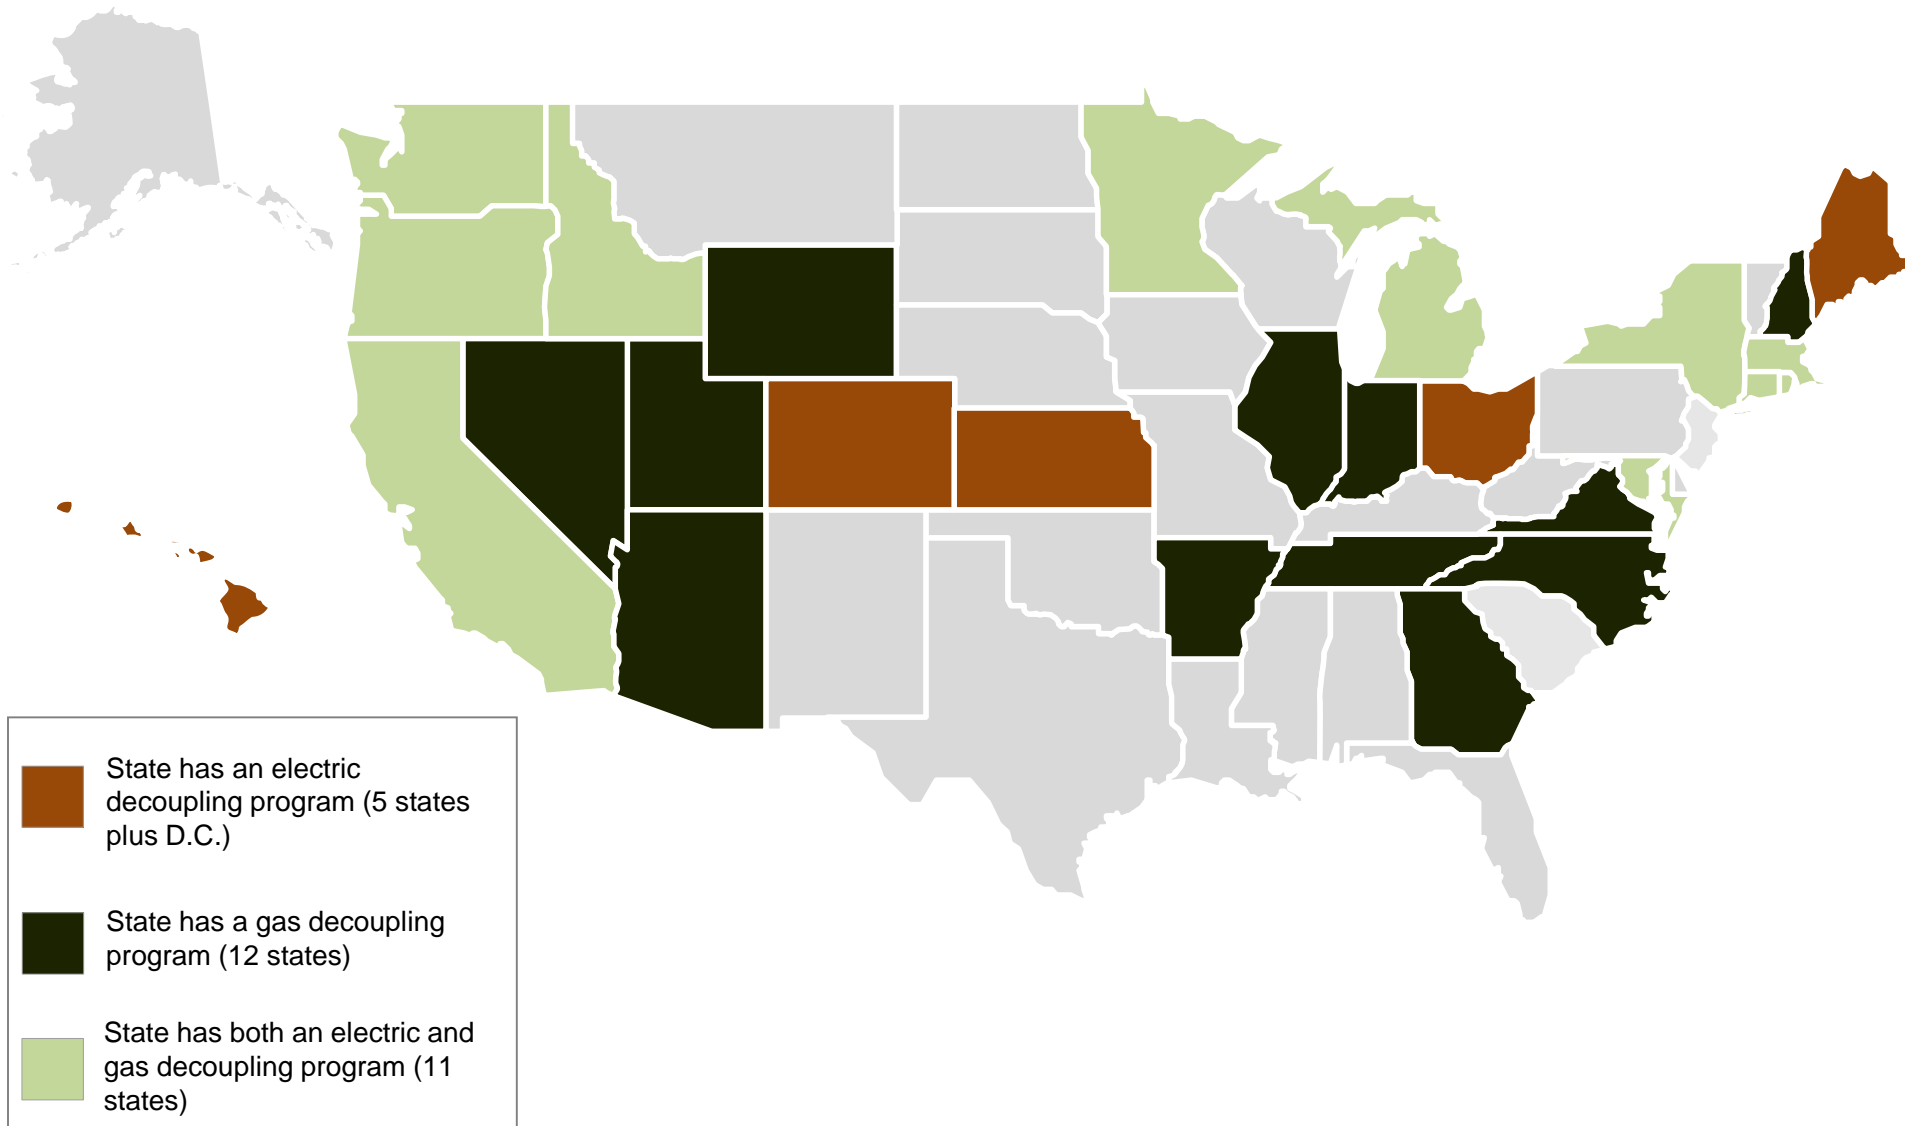 State has an electric
decoupling program (5 states
plus D.C.)
State has a gas decoupling
program (12 states)
State has both an electric and
gas decoupling program (11
states)